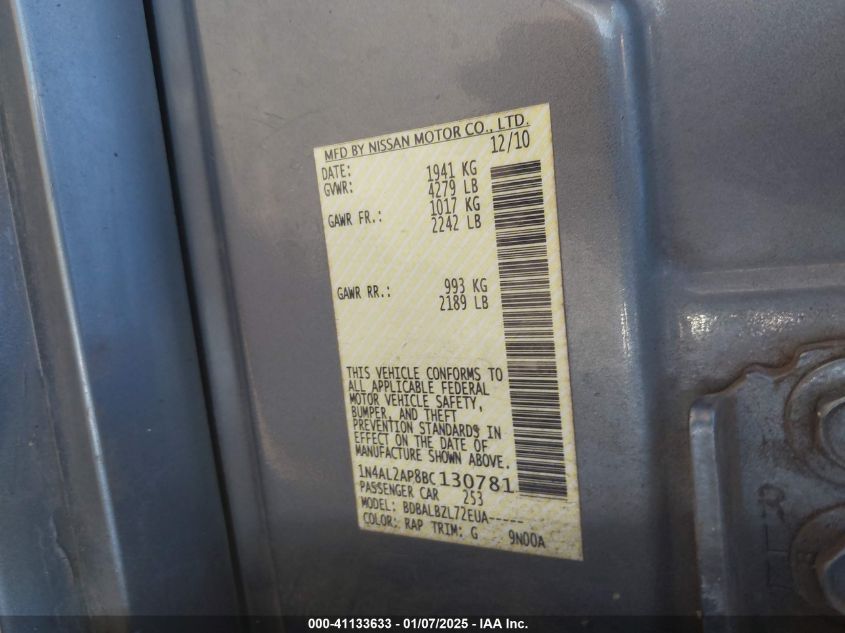 MFD BY NISSAN MOTOR CO., LTD.
DATE: 12/10
GVWR: 1941 KG
4279 LB
GAWR FR.: 1017 KG
2242 LB
GAWR RR.: 993 KG
2189 LB
THIS VEHICLE CONFORMS TO
ALL APPLICABLE FEDERAL
MOTOR VEHICLE SAFETY,
BUMPER, AND THEFT
PREVENTION STANDARDS IN
EFFECT ON THE DATE OF
MANUFACTURE SHOWN ABOVE.
1N4AL2AP8BC130781
PASSENGER CAR 253
MODEL: BDBALBZL72EUA------
COLOR: RAP TRIM: G 9N00A
000-41133633 - 01/07/2025 - IAA Inc.